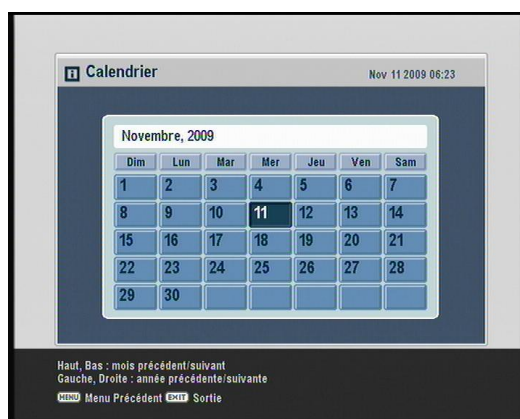 Calendrier
Nov 11 2009 06:23
Novembre, 2009
Dim Lun Mar Mer Jeu Ven Sam
1 2 3 4 5 6 7
8 9 10 11 12 13 14
15 16 17 18 19 20 21
22 23 24 25 26 27 28
29 30
Haut, Bas : mois précédent/suivant
Gauche, Droite : année précédente/suivante
MENU Menu Précédent EXIT Sortie